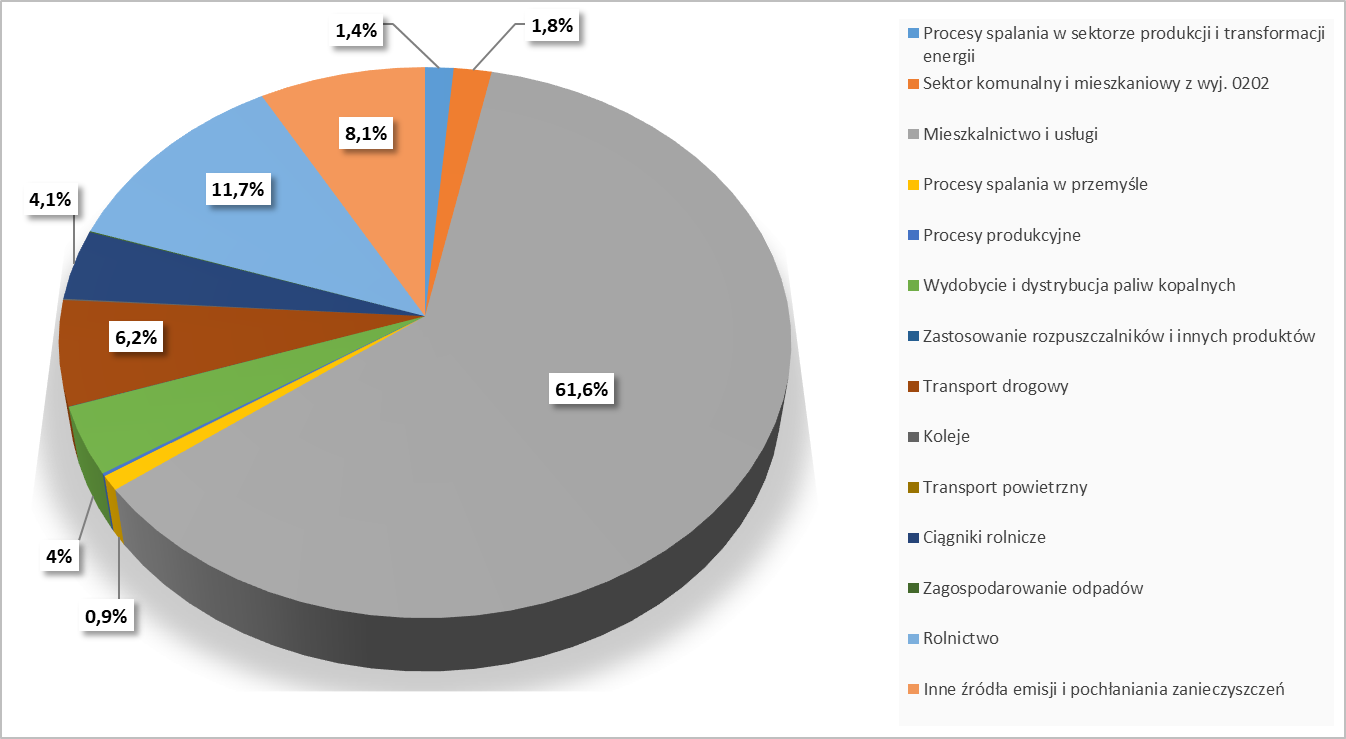 1,4%
1,8%
8,1%
11,7%
4,1%
6,2%
61,6%
4%
0,9%
Procesy spalania w sektorze produkcji i transformacji
energii
Sektor komunalny i mieszkaniowy z wyj. 0202
Mieszkalnictwo i usługi
Procesy spalania w przemyśle
Procesy produkcyjne
Wydobycie i dystrybucja paliw kopalnych
Zastosowanie rozpuszczalników i innych produktów
Transport drogowy
Koleje
Transport powietrzny
Ciągniki rolnicze
Zagospodarowanie odpadów
Rolnictwo
Inne źródła emisji i pochłaniania zanieczyszczeń